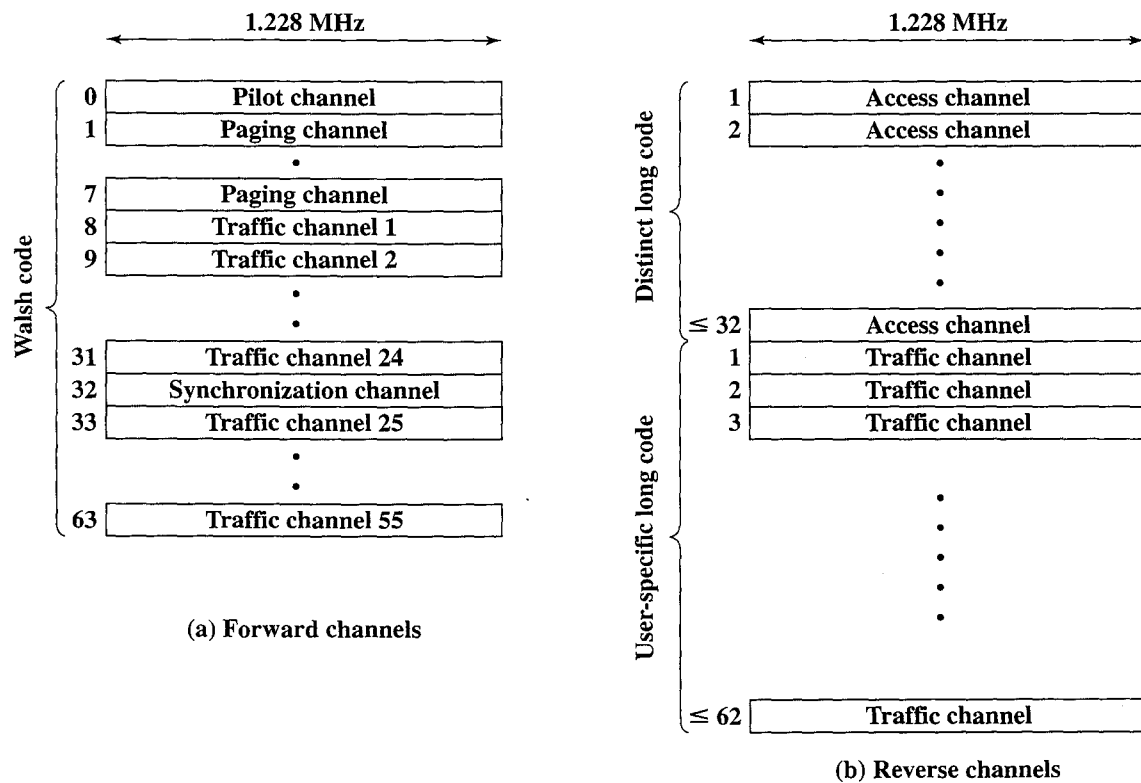 1.228 MHz
Walsh code
0 Pilot channel
1 Paging channel
7 Paging channel
8 Traffic channel 1
9 Traffic channel 2
31 Traffic channel 24
32 Synchronization channel
33 Traffic channel 25
63 Traffic channel 55
(a) Forward channels
1.228 MHz
Distinct long code
1 Access channel
2 Access channel
≦ 32 Access channel
User-specific long code
1 Traffic channel
2 Traffic channel
3 Traffic channel
≦ 62 Traffic channel
(b) Reverse channels